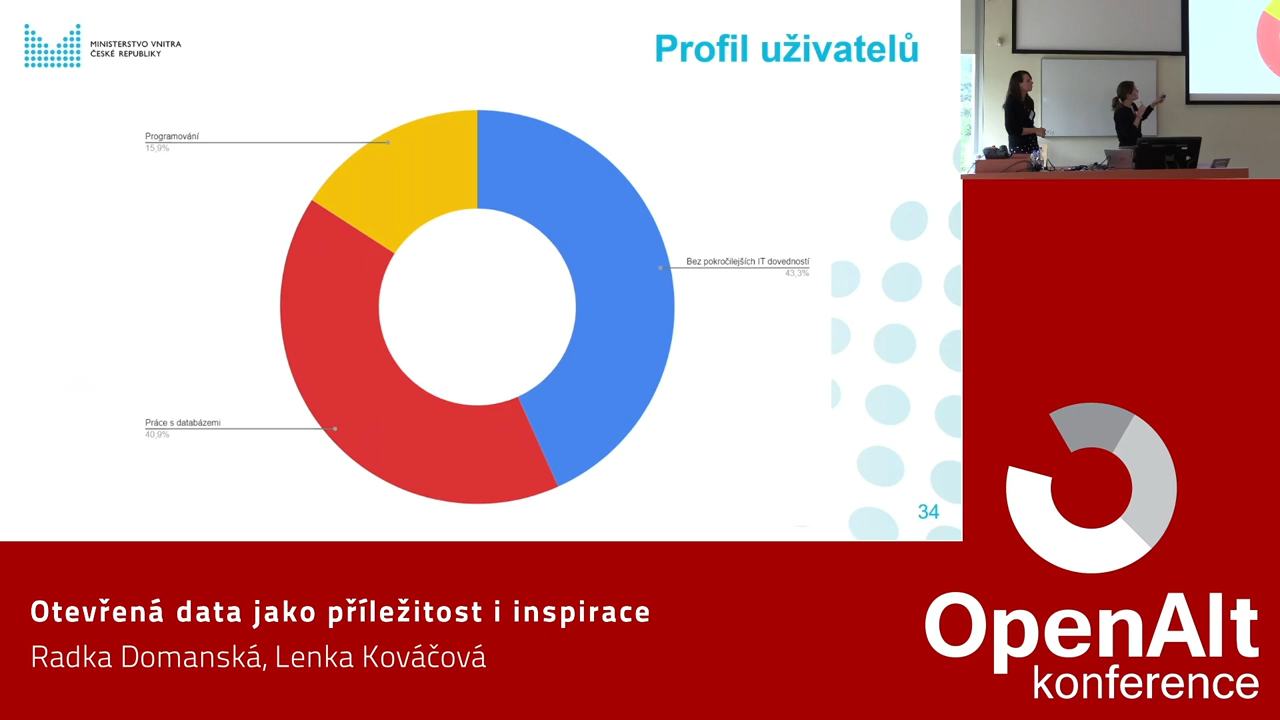 MINISTERSTVO VNITRA
ČESKÉ REPUBLIKY
Profil uživatelů
Programování
15,9%
Bez pokročilejších IT dovedností
43,3%
Práce s databázemi
40,9%
34
Otevřená data jako příležitost i inspirace
Radka Domanská, Lenka Kováčová
OpenAlt
konference